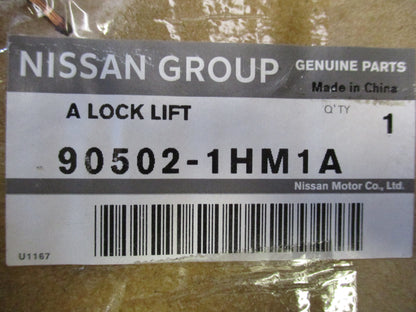 NISSAN GROUP GENUINE PARTS
Made in China
A LOCK LIFT Q'TY 1
90502-1HM1A
Nissan Motor Co., Ltd.
U1167